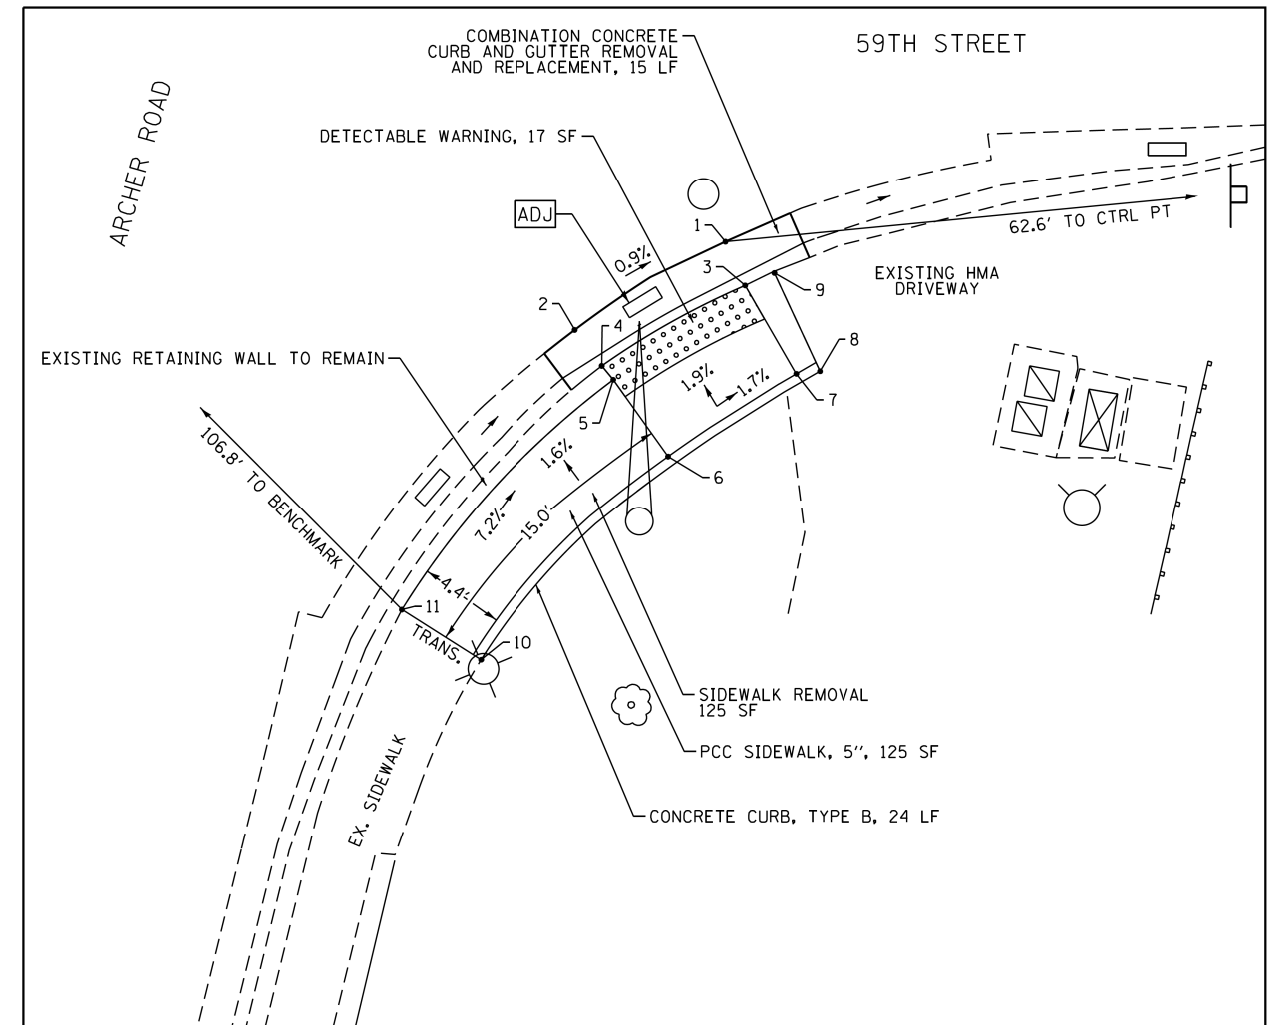 COMBINATION CONCRETE
CURB AND GUTTER REMOVAL
AND REPLACEMENT, 15 LF
59TH STREET
ARCHER ROAD
DETECTABLE WARNING, 17 SF
ADJ
1
62.6' TO CTRL PT
0.9%
3
EXISTING HMA
DRIVEWAY
9
2
4
EXISTING RETAINING WALL TO REMAIN
8
1.9%
1.7%
7
5
106.8' TO BENCHMARK
1.6%
6
7.2%
15.0'
4.4'
11
TRANS.
10
SIDEWALK REMOVAL
125 SF
PCC SIDEWALK, 5", 125 SF
EX. SIDEWALK
CONCRETE CURB, TYPE B, 24 LF